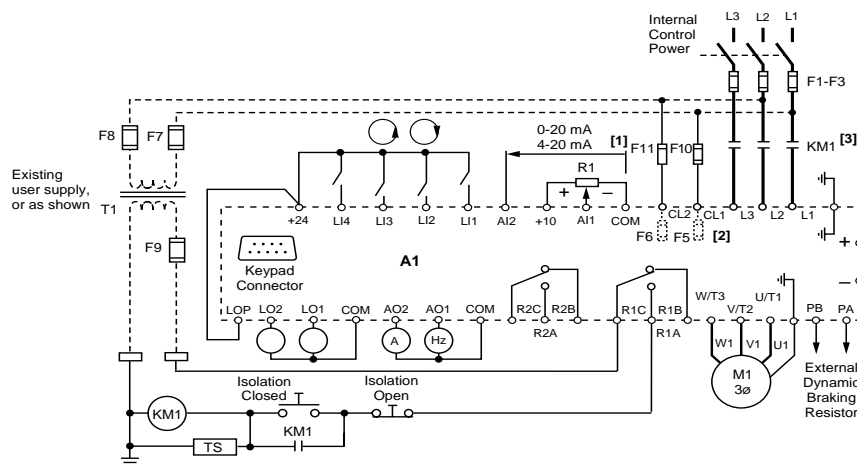 Internal
Control
Power
L3 L2 L1
F1-F3
F8 F7
0-20 mA
4-20 mA
[1]
F11 F10
KM1 [3]
R1
+ −
Existing
user supply,
or as shown
T1
+24 LI4 LI3 LI2 LI1 AI2 +10 AI1 COM CL2 CL1 L3 L2 L1
F6 F5 [2]
F9
Keypad
Connector
A1
+
−
LOP LO2 LO1 COM AO2 AO1 COM R2C R2B R1C R1B W/T3 V/T2 U/T1 PB PA
R2A R1A
A Hz
W1 V1 U1
M1
3ø
External
Dynamic
Braking
Resistor
Isolation
Closed
Isolation
Open
KM1
KM1
TS